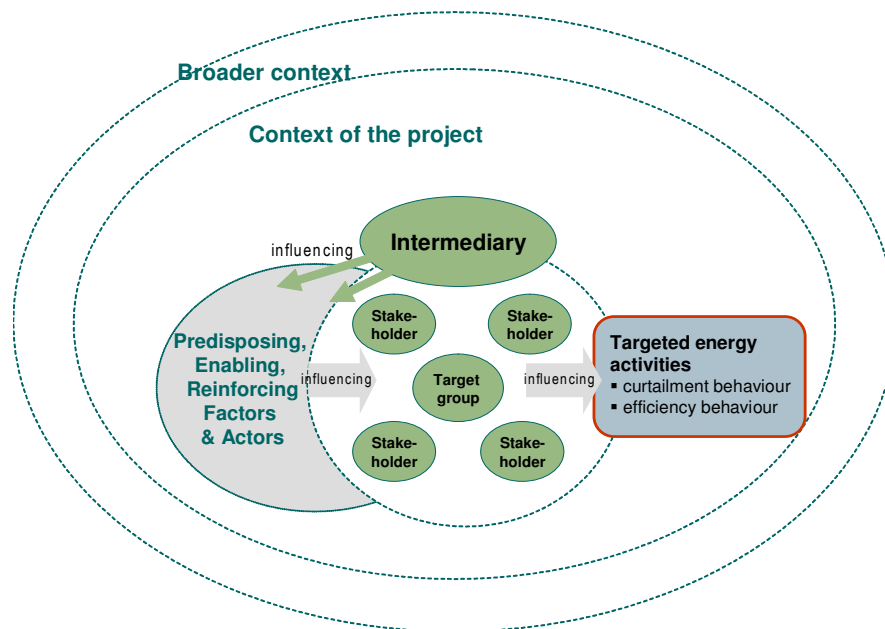 Broader context
Context of the project
influencing
Intermediary
Stake-
holder
Stake-
holder
Predisposing,
Enabling,
Reinforcing
Factors
& Actors
influencing
Target
group
influencing
Targeted energy
activities
▪ curtailment behaviour
▪ efficiency behaviour
Stake-
holder
Stake-
holder